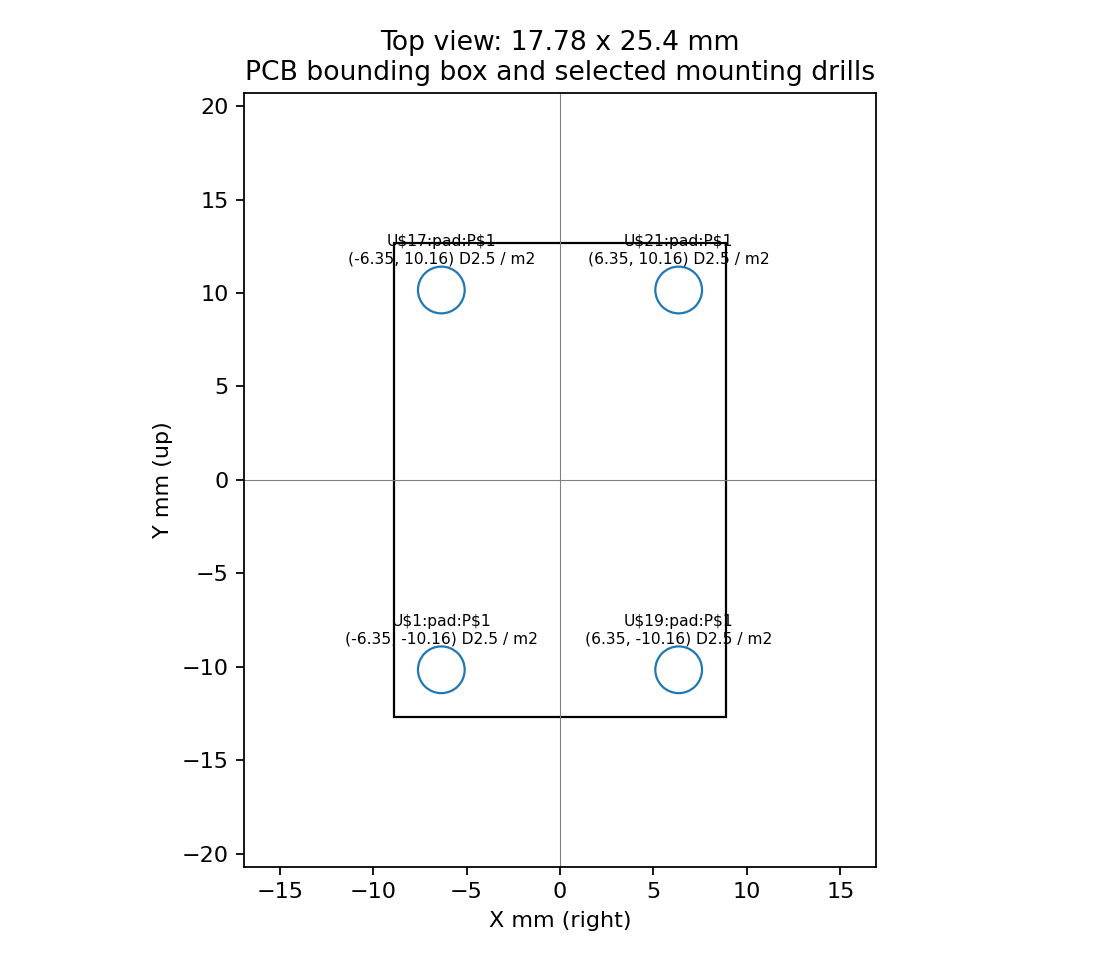 Top view: 17.78 x 25.4 mm
PCB bounding box and selected mounting drills
20
15
10
5
0
−5
−10
−15
−20
Y mm (up)
U$17:pad:P$1
(-6.35, 10.16) D2.5 / m2
U$21:pad:P$1
(6.35, 10.16) D2.5 / m2
U$1:pad:P$1
(-6.35, -10.16) D2.5 / m2
U$19:pad:P$1
(6.35, -10.16) D2.5 / m2
−15
−10
−5
0
5
10
15
X mm (right)